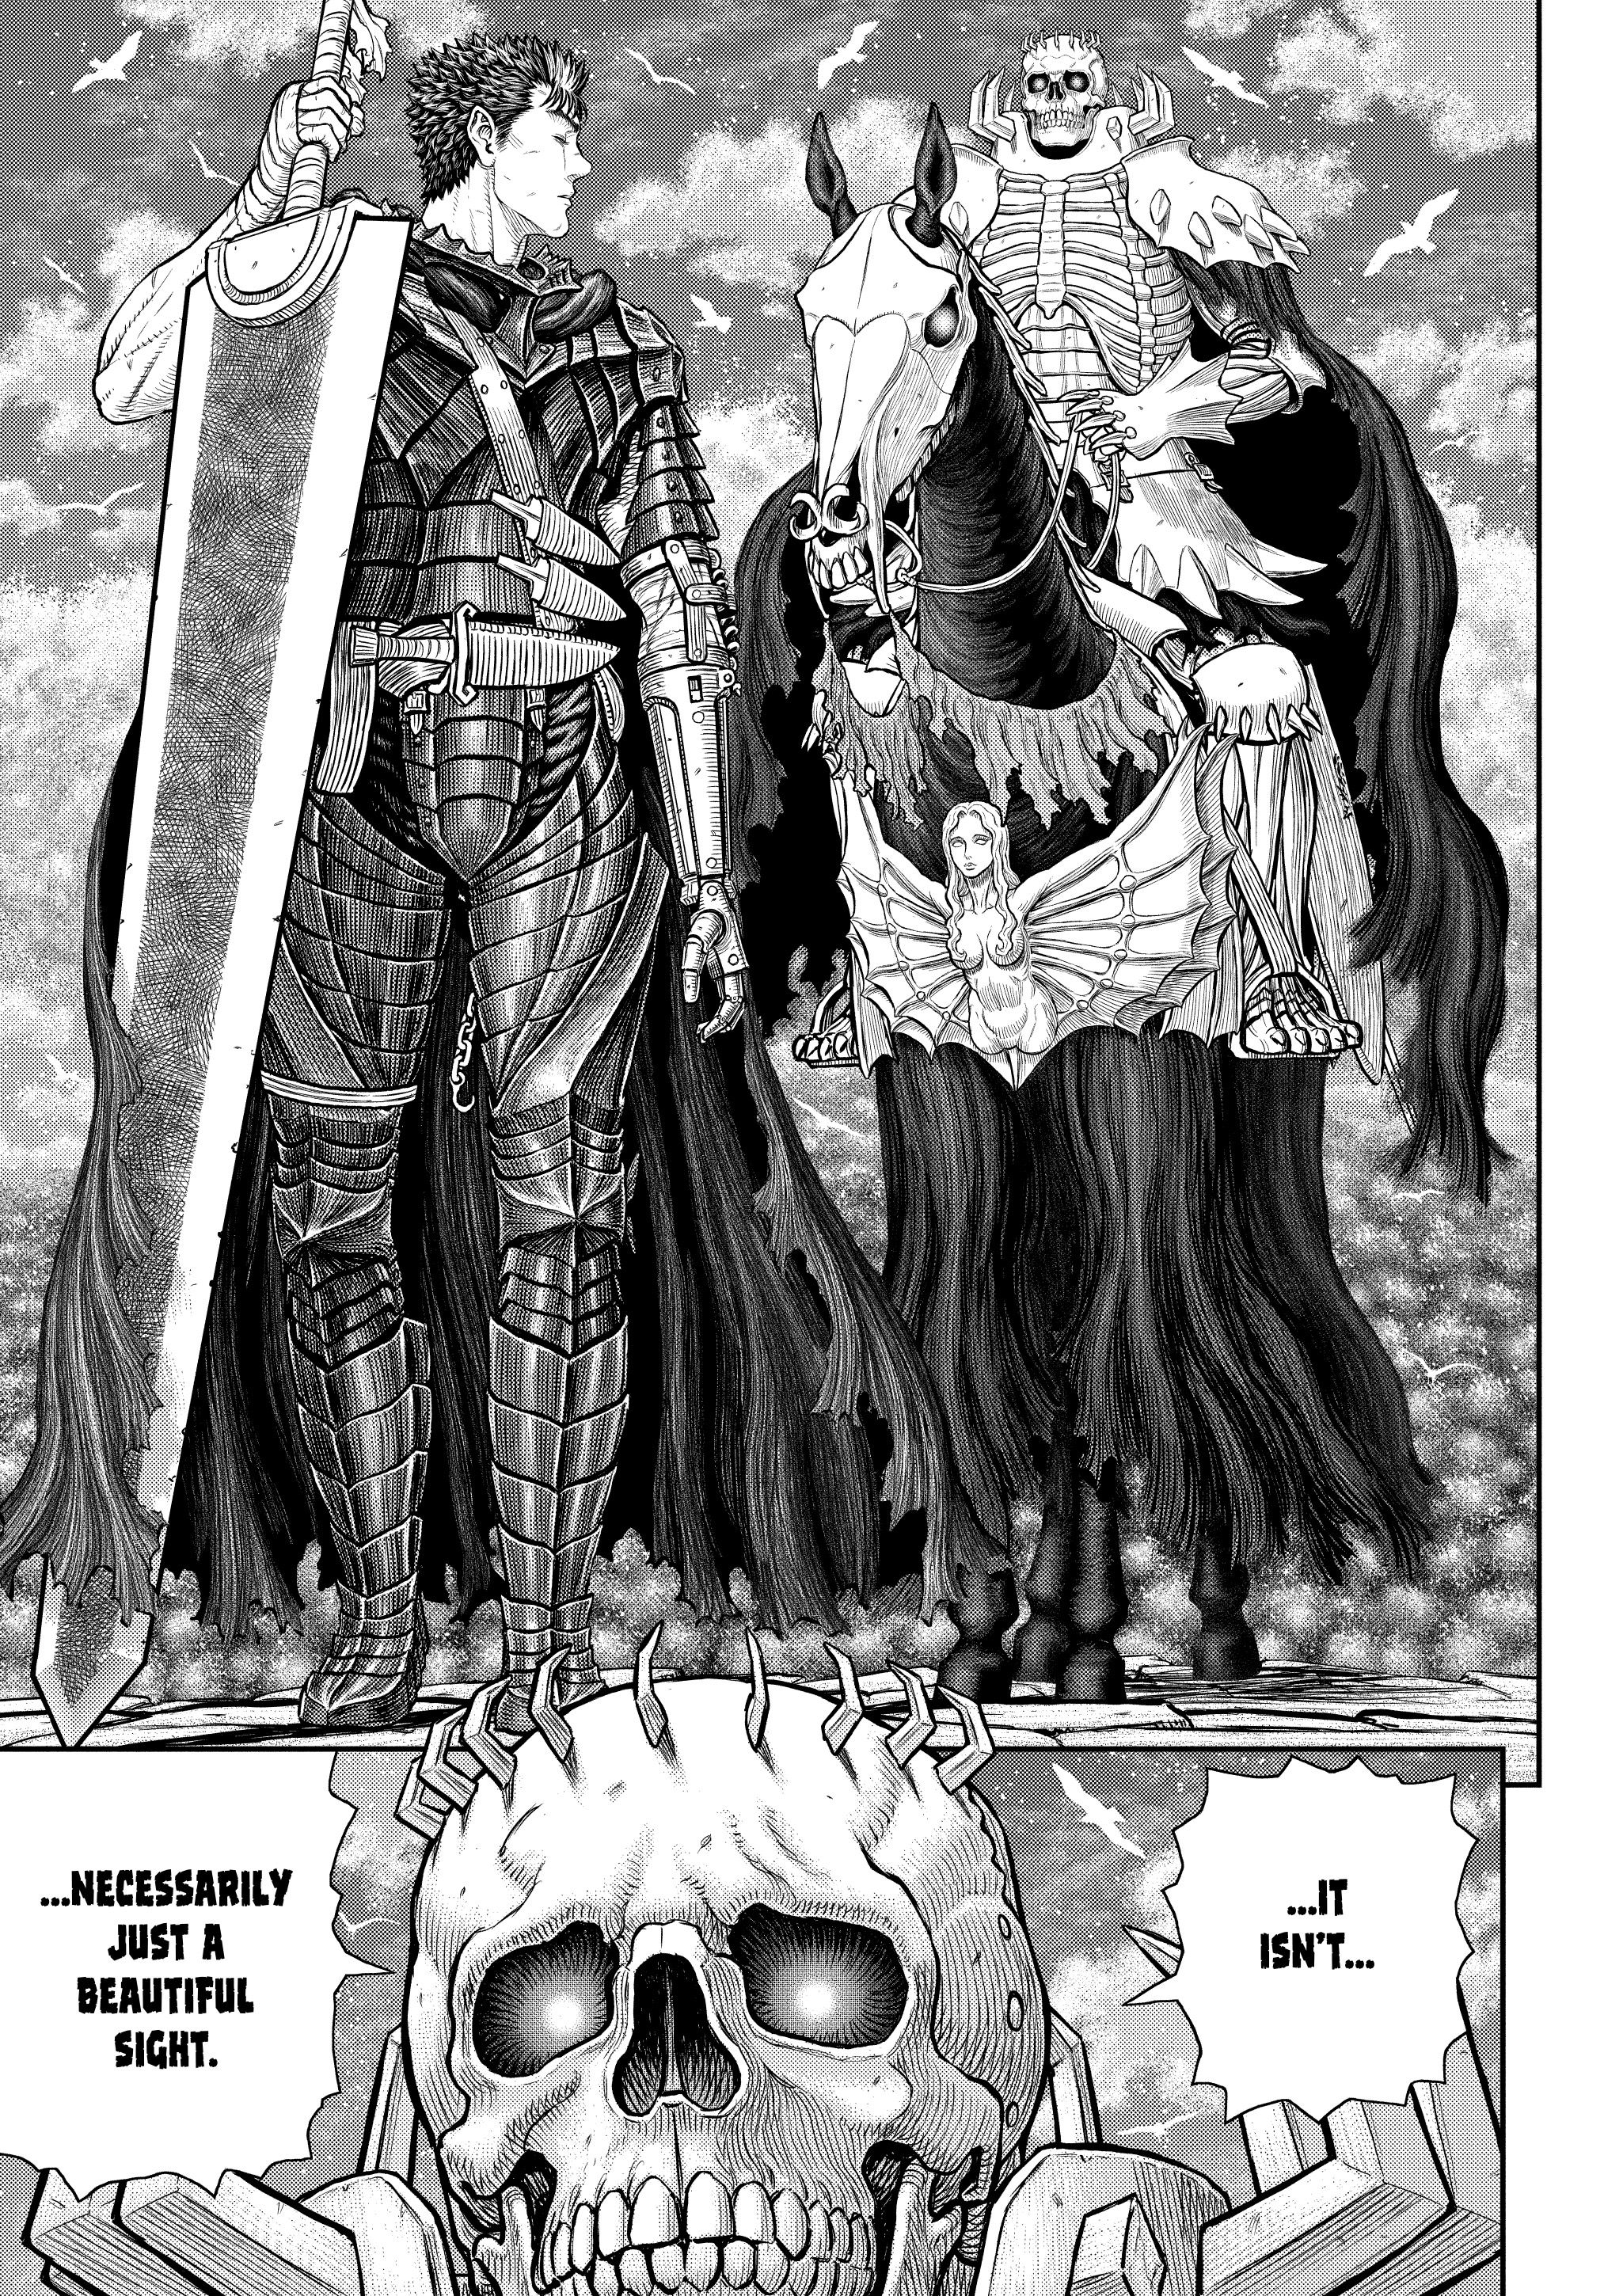 ...IT
ISN'T...
...NECESSARILY
JUST A
BEAUTIFUL
SIGHT.